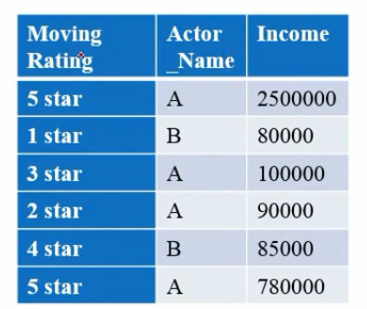 Moving Rating Actor _Name Income
5 star A 2500000
1 star B 80000
3 star A 100000
2 star A 90000
4 star B 85000
5 star A 780000